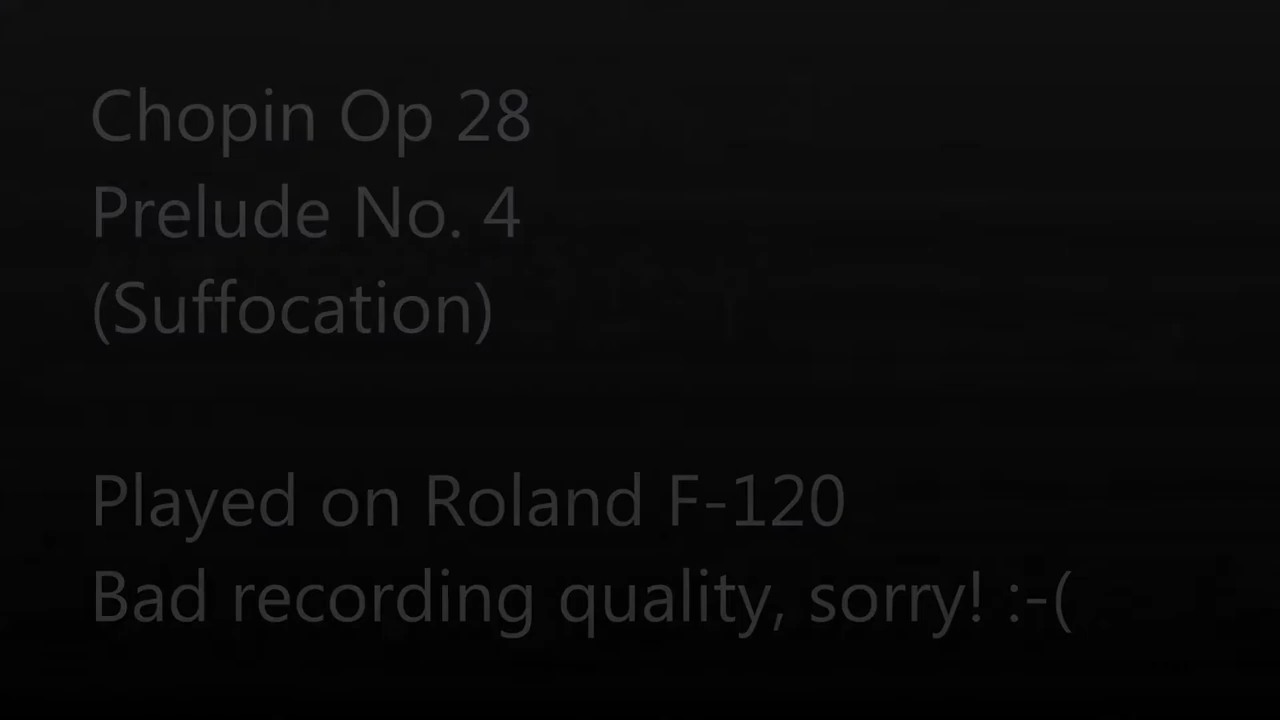 Chopin Op 28
Prelude No. 4
(Suffocation)
Played on Roland F-120
Bad recording quality, sorry! :-(